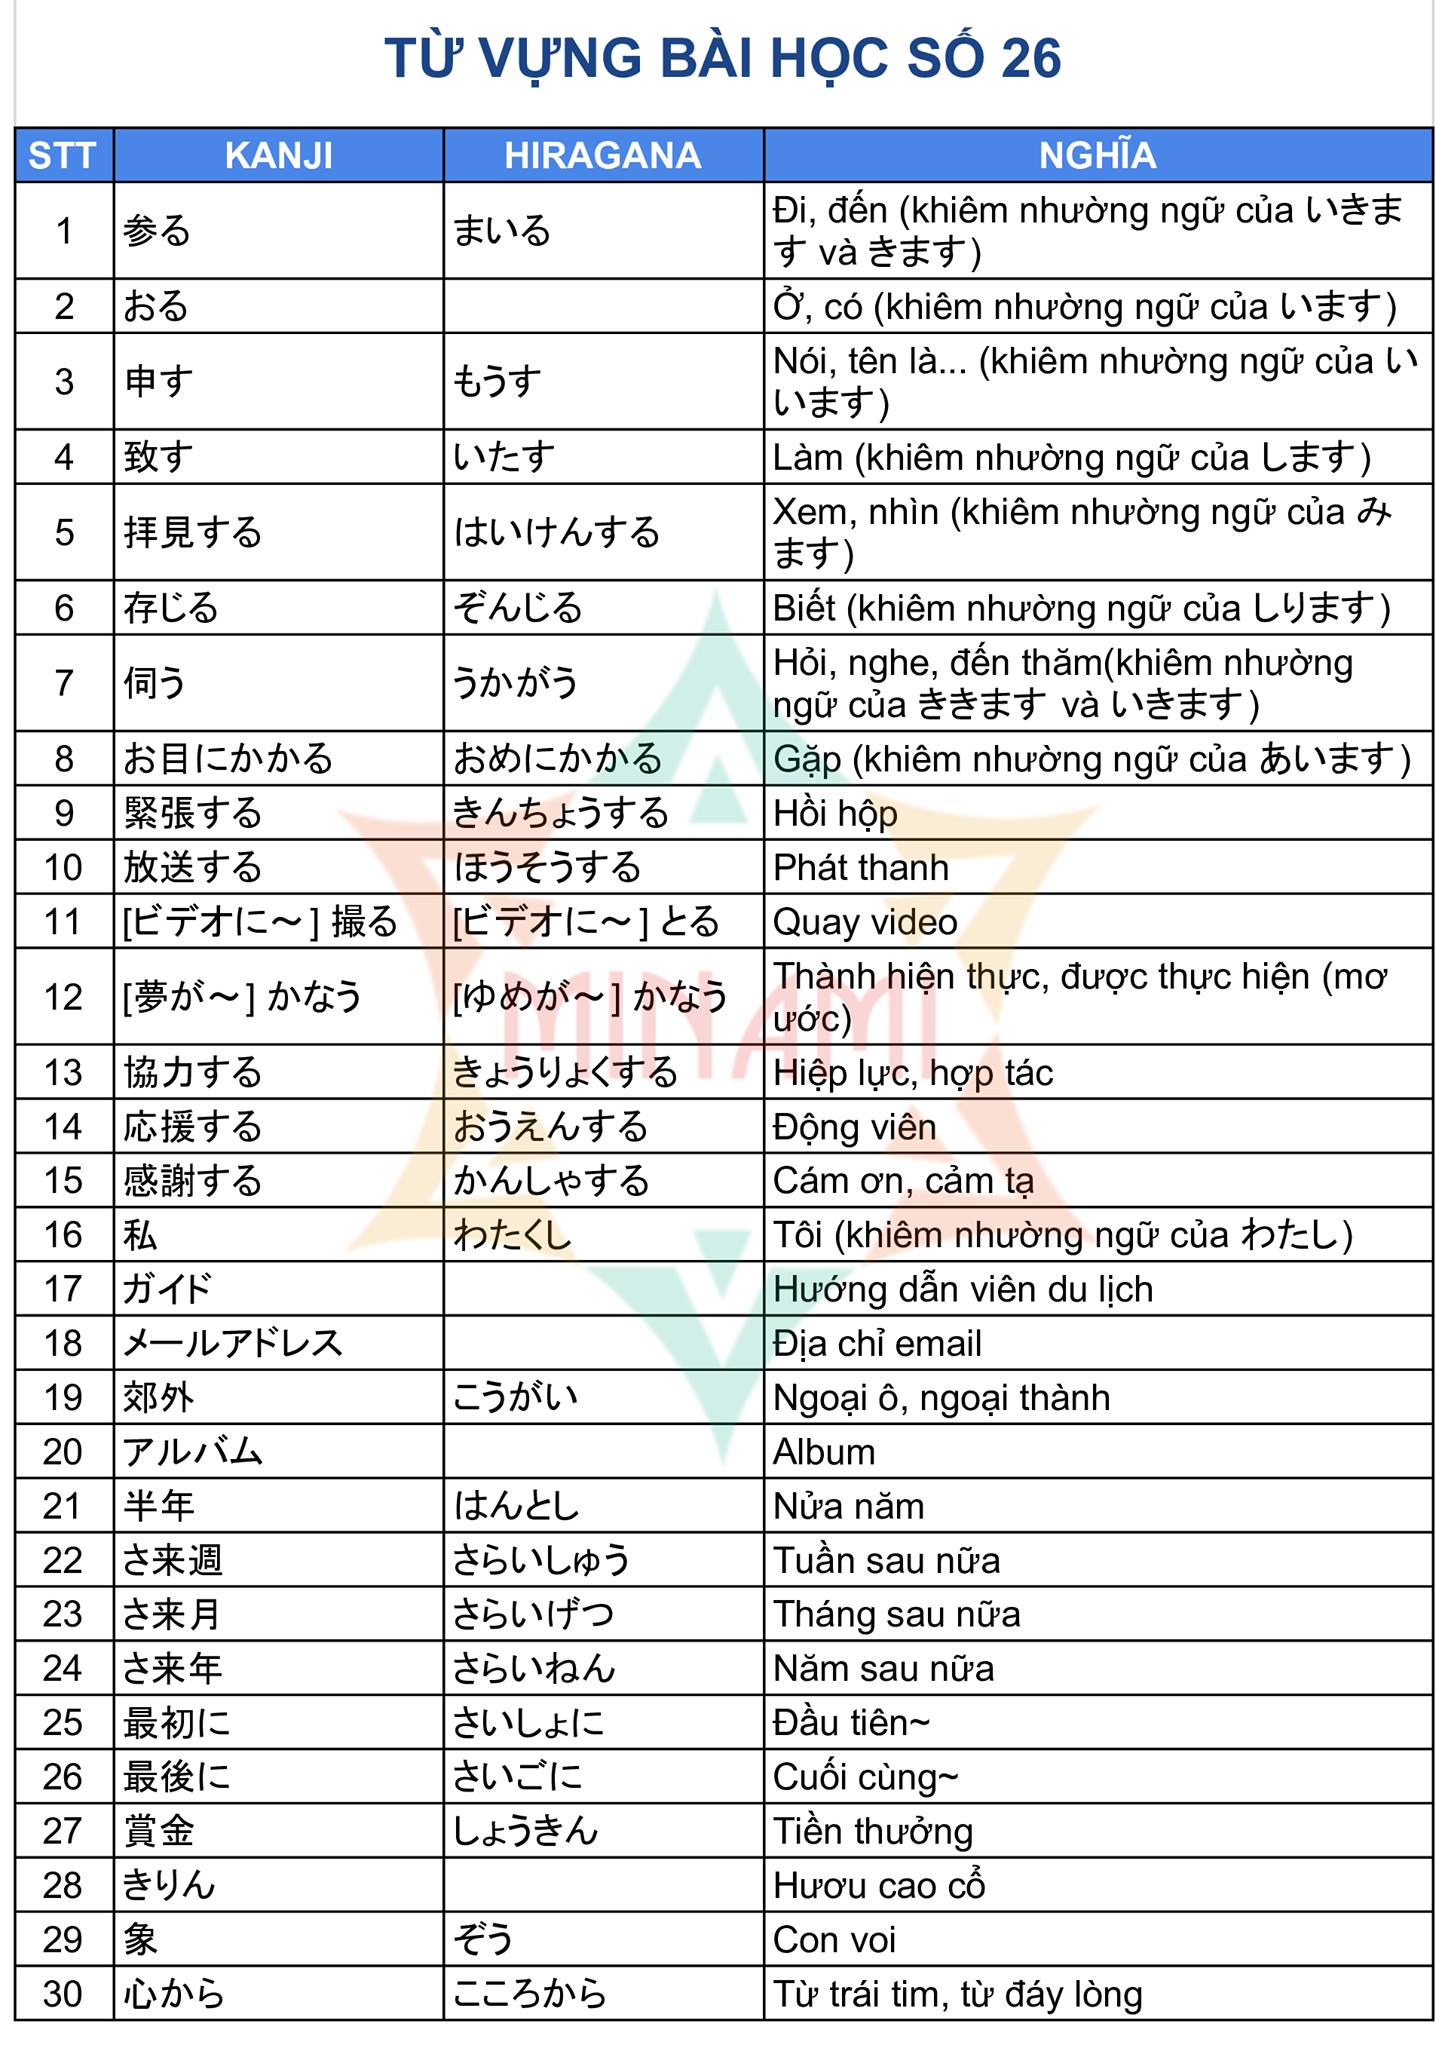 TỪ VỰNG BÀI HỌC SỐ 26
STT KANJI HIRAGANA NGHĨA
1 参る まいる Đi, đến (khiêm nhường ngữ của いきま
す và きます)
2 おる Ở, có (khiêm nhường ngữ của います)
3 申す もうす Nói, tên là... (khiêm nhường ngữ của い
います)
4 致す いたす Làm (khiêm nhường ngữ của します)
5 拝見する はいけんする Xem, nhìn (khiêm nhường ngữ của み
ます)
6 存じる ぞんじる Biết (khiêm nhường ngữ của しります)
7 伺う うかがう Hỏi, nghe, đến thăm(khiêm nhường
ngữ của ききます và いきます)
8 お目にかかる おめにかかる Gặp (khiêm nhường ngữ của あいます)
9 緊張する きんちょうする Hồi hộp
10 放送する ほうそうする Phát thanh
11 [ビデオに～] 撮る [ビデオに～] とる Quay video
12 [夢が～] かなう [ゆめが～] かなう Thành hiện thực, được thực hiện (mơ
ước)
MINAMI
13 協力する きょうりょくする Hiệp lực, hợp tác
14 応援する おうえんする Động viên
15 感謝する かんしゃする Cám ơn, cảm tạ
16 私 わたくし Tôi (khiêm nhường ngữ của わたし)
17 ガイド Hướng dẫn viên du lịch
18 メールアドレス Địa chỉ email
19 郊外 こうがい Ngoại ô, ngoại thành
20 アルバム Album
21 半年 はんとし Nửa năm
22 さ来週 さらいしゅう Tuần sau nữa
23 さ来月 さらいげつ Tháng sau nữa
24 さ来年 さらいねん Năm sau nữa
25 最初に さいしょに Đầu tiên~
26 最後に さいごに Cuối cùng~
27 賞金 しょうきん Tiền thưởng
28 きりん Hươu cao cổ
29 象 ぞう Con voi
30 心から こころから Từ trái tim, từ đáy lòng